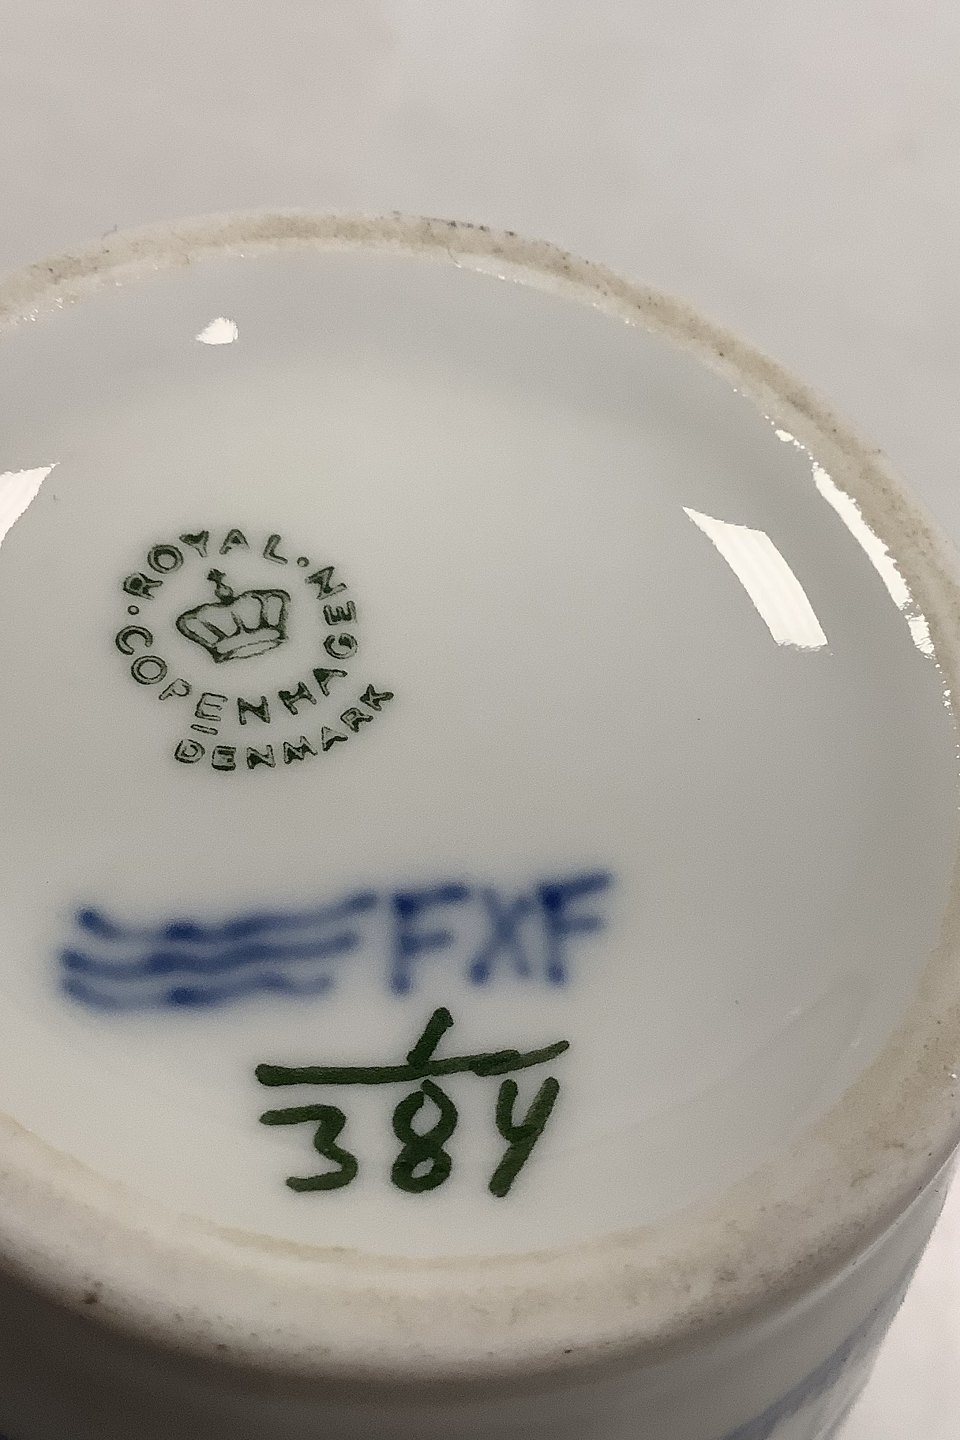 ROYAL · COPENHAGEN ·
DENMARK
FXF
1
384